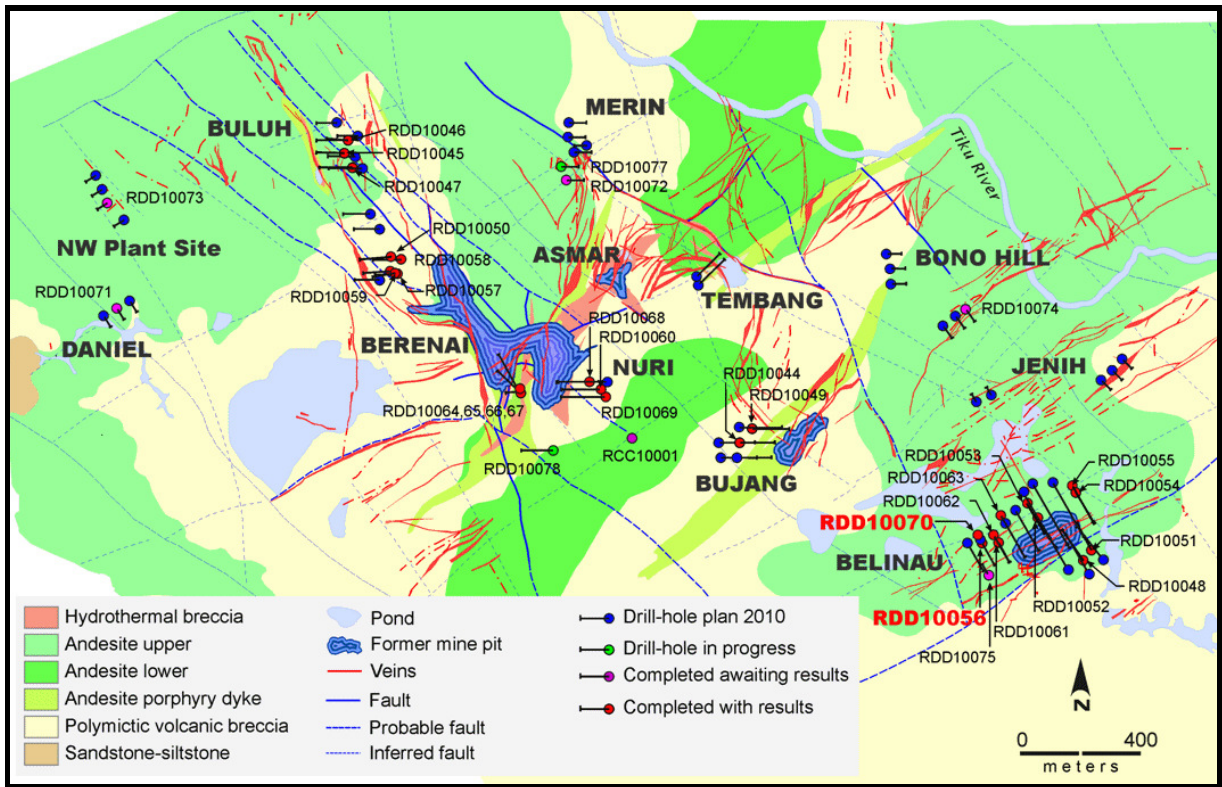 MERIN
BULUH
RDD10046
RDD10045
RDD10047
RDD10077
RDD10072
Tiku River
RDD10073
NW Plant Site
RDD10050
RDD10058
RDD10057
RDD10059
ASMAR
TEMBANG
BONO HILL
RDD10071
DANIEL
RDD10074
BERENAI
RDD10068
RDD10060
NURI
JENIH
RDD10044
RDD10049
RDD10064,65,66,67
RDD10069
RCC10001
RDD10078
BUJANG
RDD10053
RDD10063
RDD10062
RDD10055
RDD10054
RDD10070
BELINAU
RDD10051
RDD10048
RDD10052
RDD10056
RDD10061
RDD10075
Hydrothermal breccia
Andesite upper
Andesite lower
Andesite porphyry dyke
Polymictic volcanic breccia
Sandstone-siltstone
Pond
Former mine pit
Veins
Fault
Probable fault
Inferred fault
Drill-hole plan 2010
Drill-hole in progress
Completed awaiting results
Completed with results
N
0 400
meters